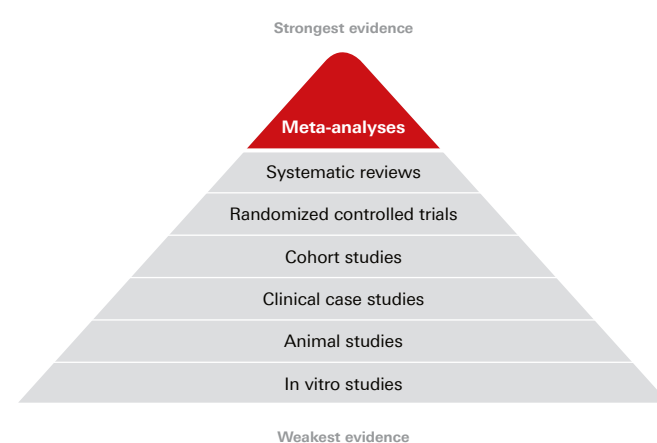 Strongest evidence
Meta-analyses
Systematic reviews
Randomized controlled trials
Cohort studies
Clinical case studies
Animal studies
In vitro studies
Weakest evidence